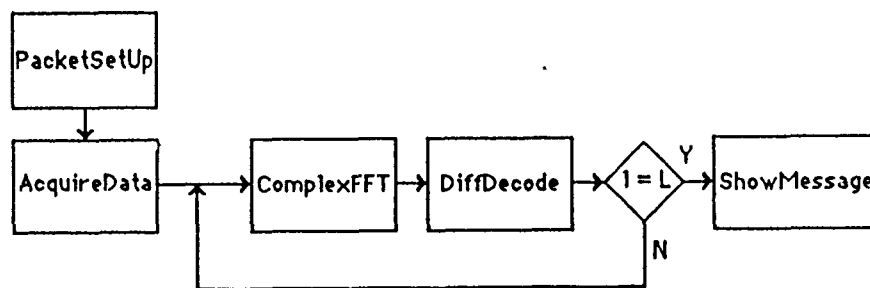 PacketSetUp
AcquireData
ComplexFFT
DiffDecode
1 = L
Y
N
ShowMessage